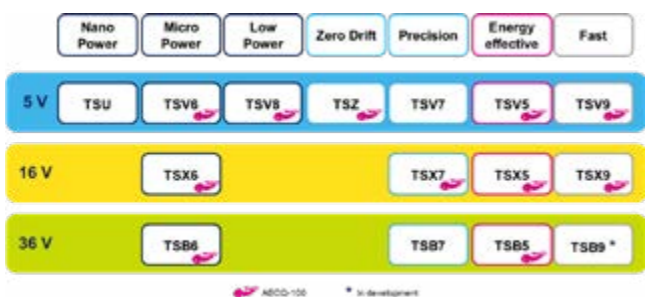 Nano Power
Micro Power
Low Power
Zero Drift
Precision
Energy effective
Fast
5 V TSU TSV6 TSV8 TSZ TSV7 TSV5 TSV9
16 V TSX6 TSX7 TSX5 TSX9
36 V TSB6 TSB7 TSB5 TSB9 *
AECQ-100 * In development